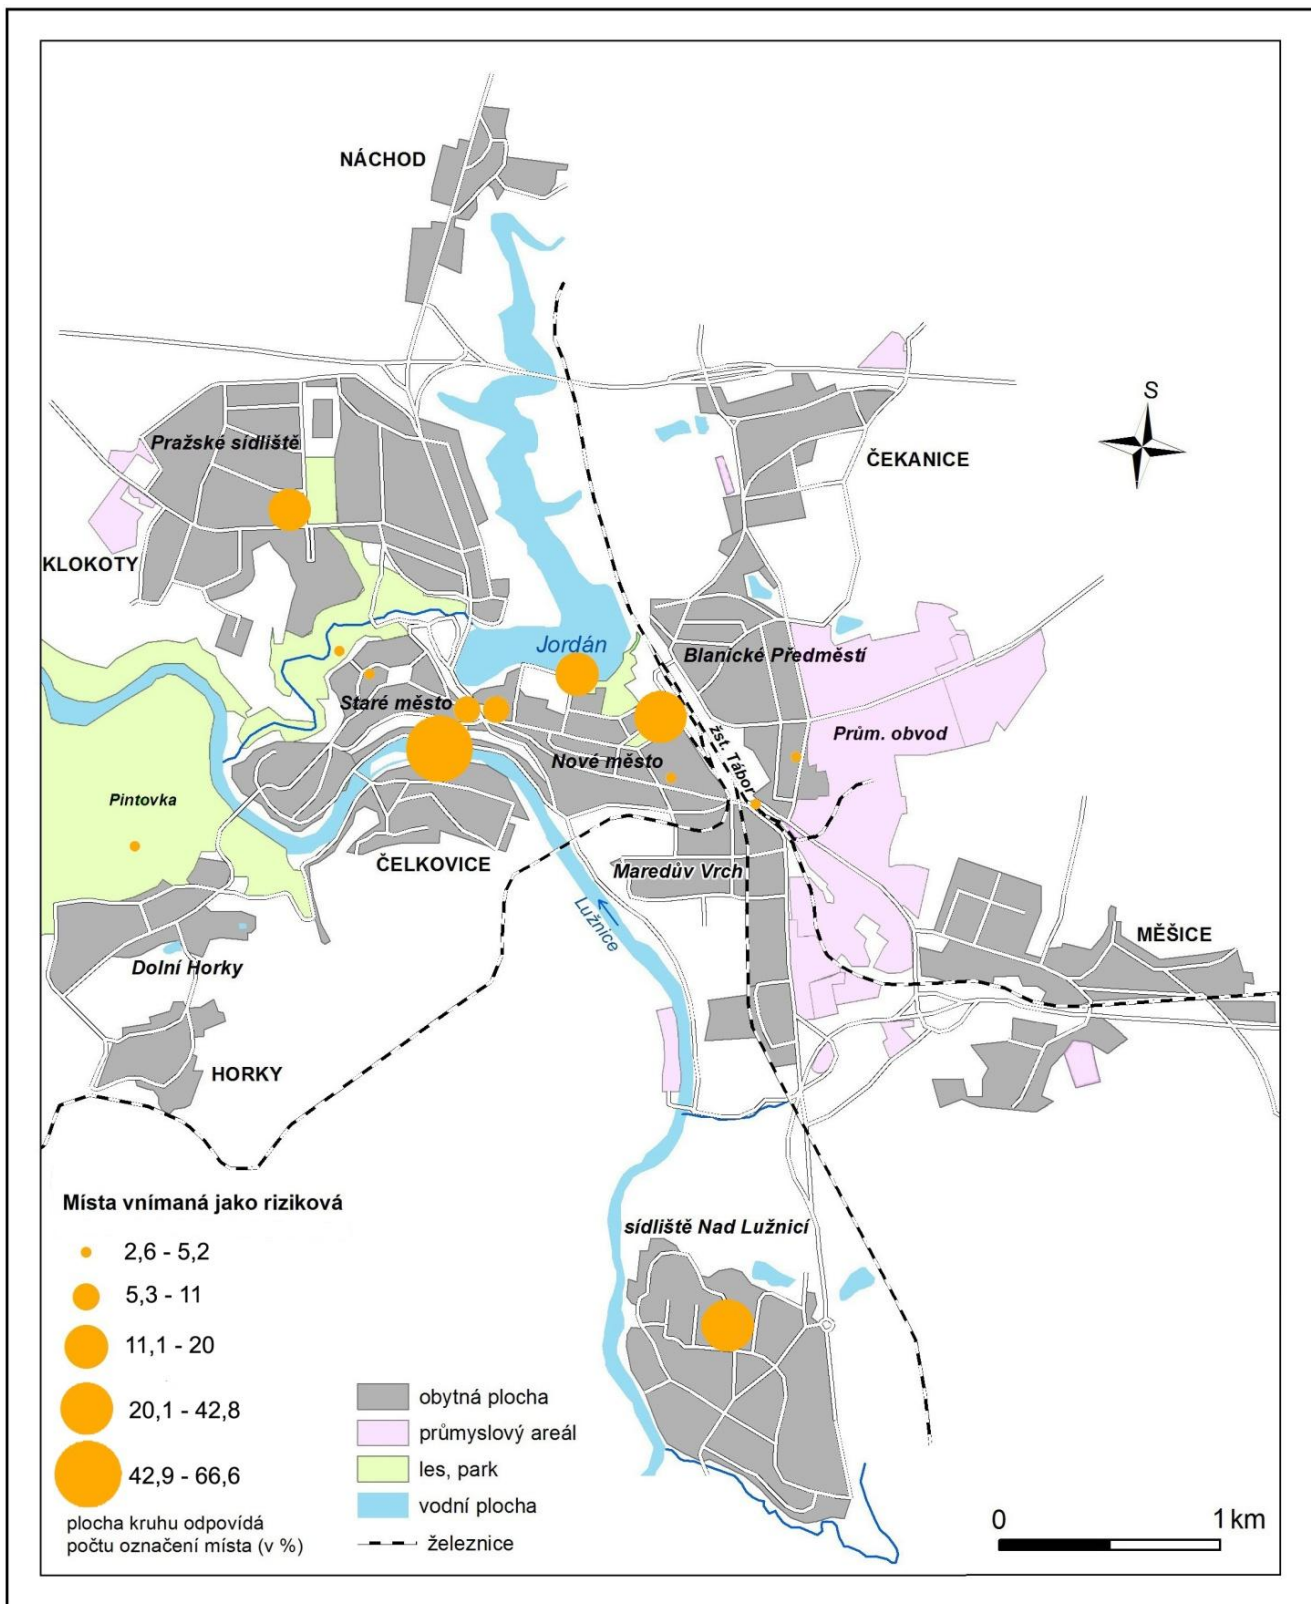 NÁCHOD
S
Pražské sídliště
ČEKANICE
KLOKOTY
Jordán
Blanické Předměstí
Staré město
žst. Tábor
Prům. obvod
Nové město
Pintovka
ČELKOVICE
Maredův Vrch
Lužnice
MĚŠICE
Dolní Horky
HORKY
Místa vnímaná jako riziková
sídliště Nad Lužnicí
2,6 - 5,2
5,3 - 11
11,1 - 20
20,1 - 42,8
42,9 - 66,6
plocha kruhu odpovídá
počtu označení místa (v %)
obytná plocha
průmyslový areál
les, park
vodní plocha
železnice
0 1 km